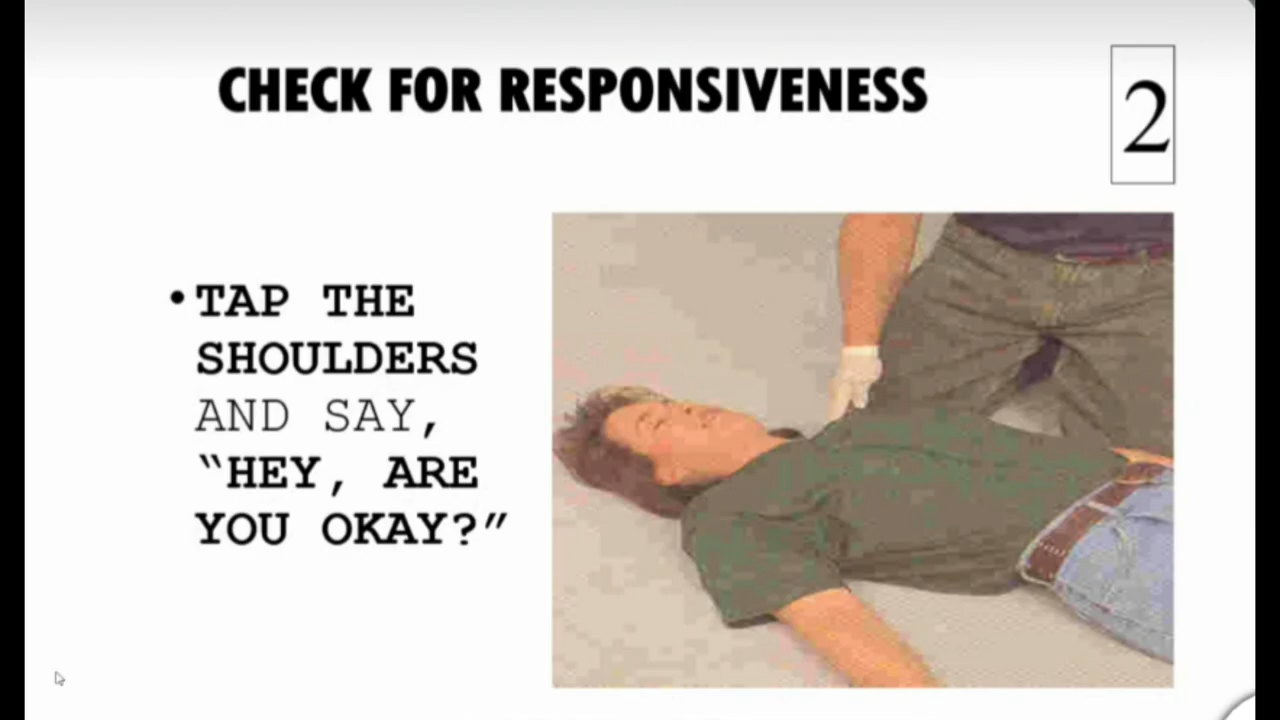 CHECK FOR RESPONSIVENESS
2
• TAP THE
SHOULDERS
AND SAY,
“HEY, ARE
YOU OKAY?”